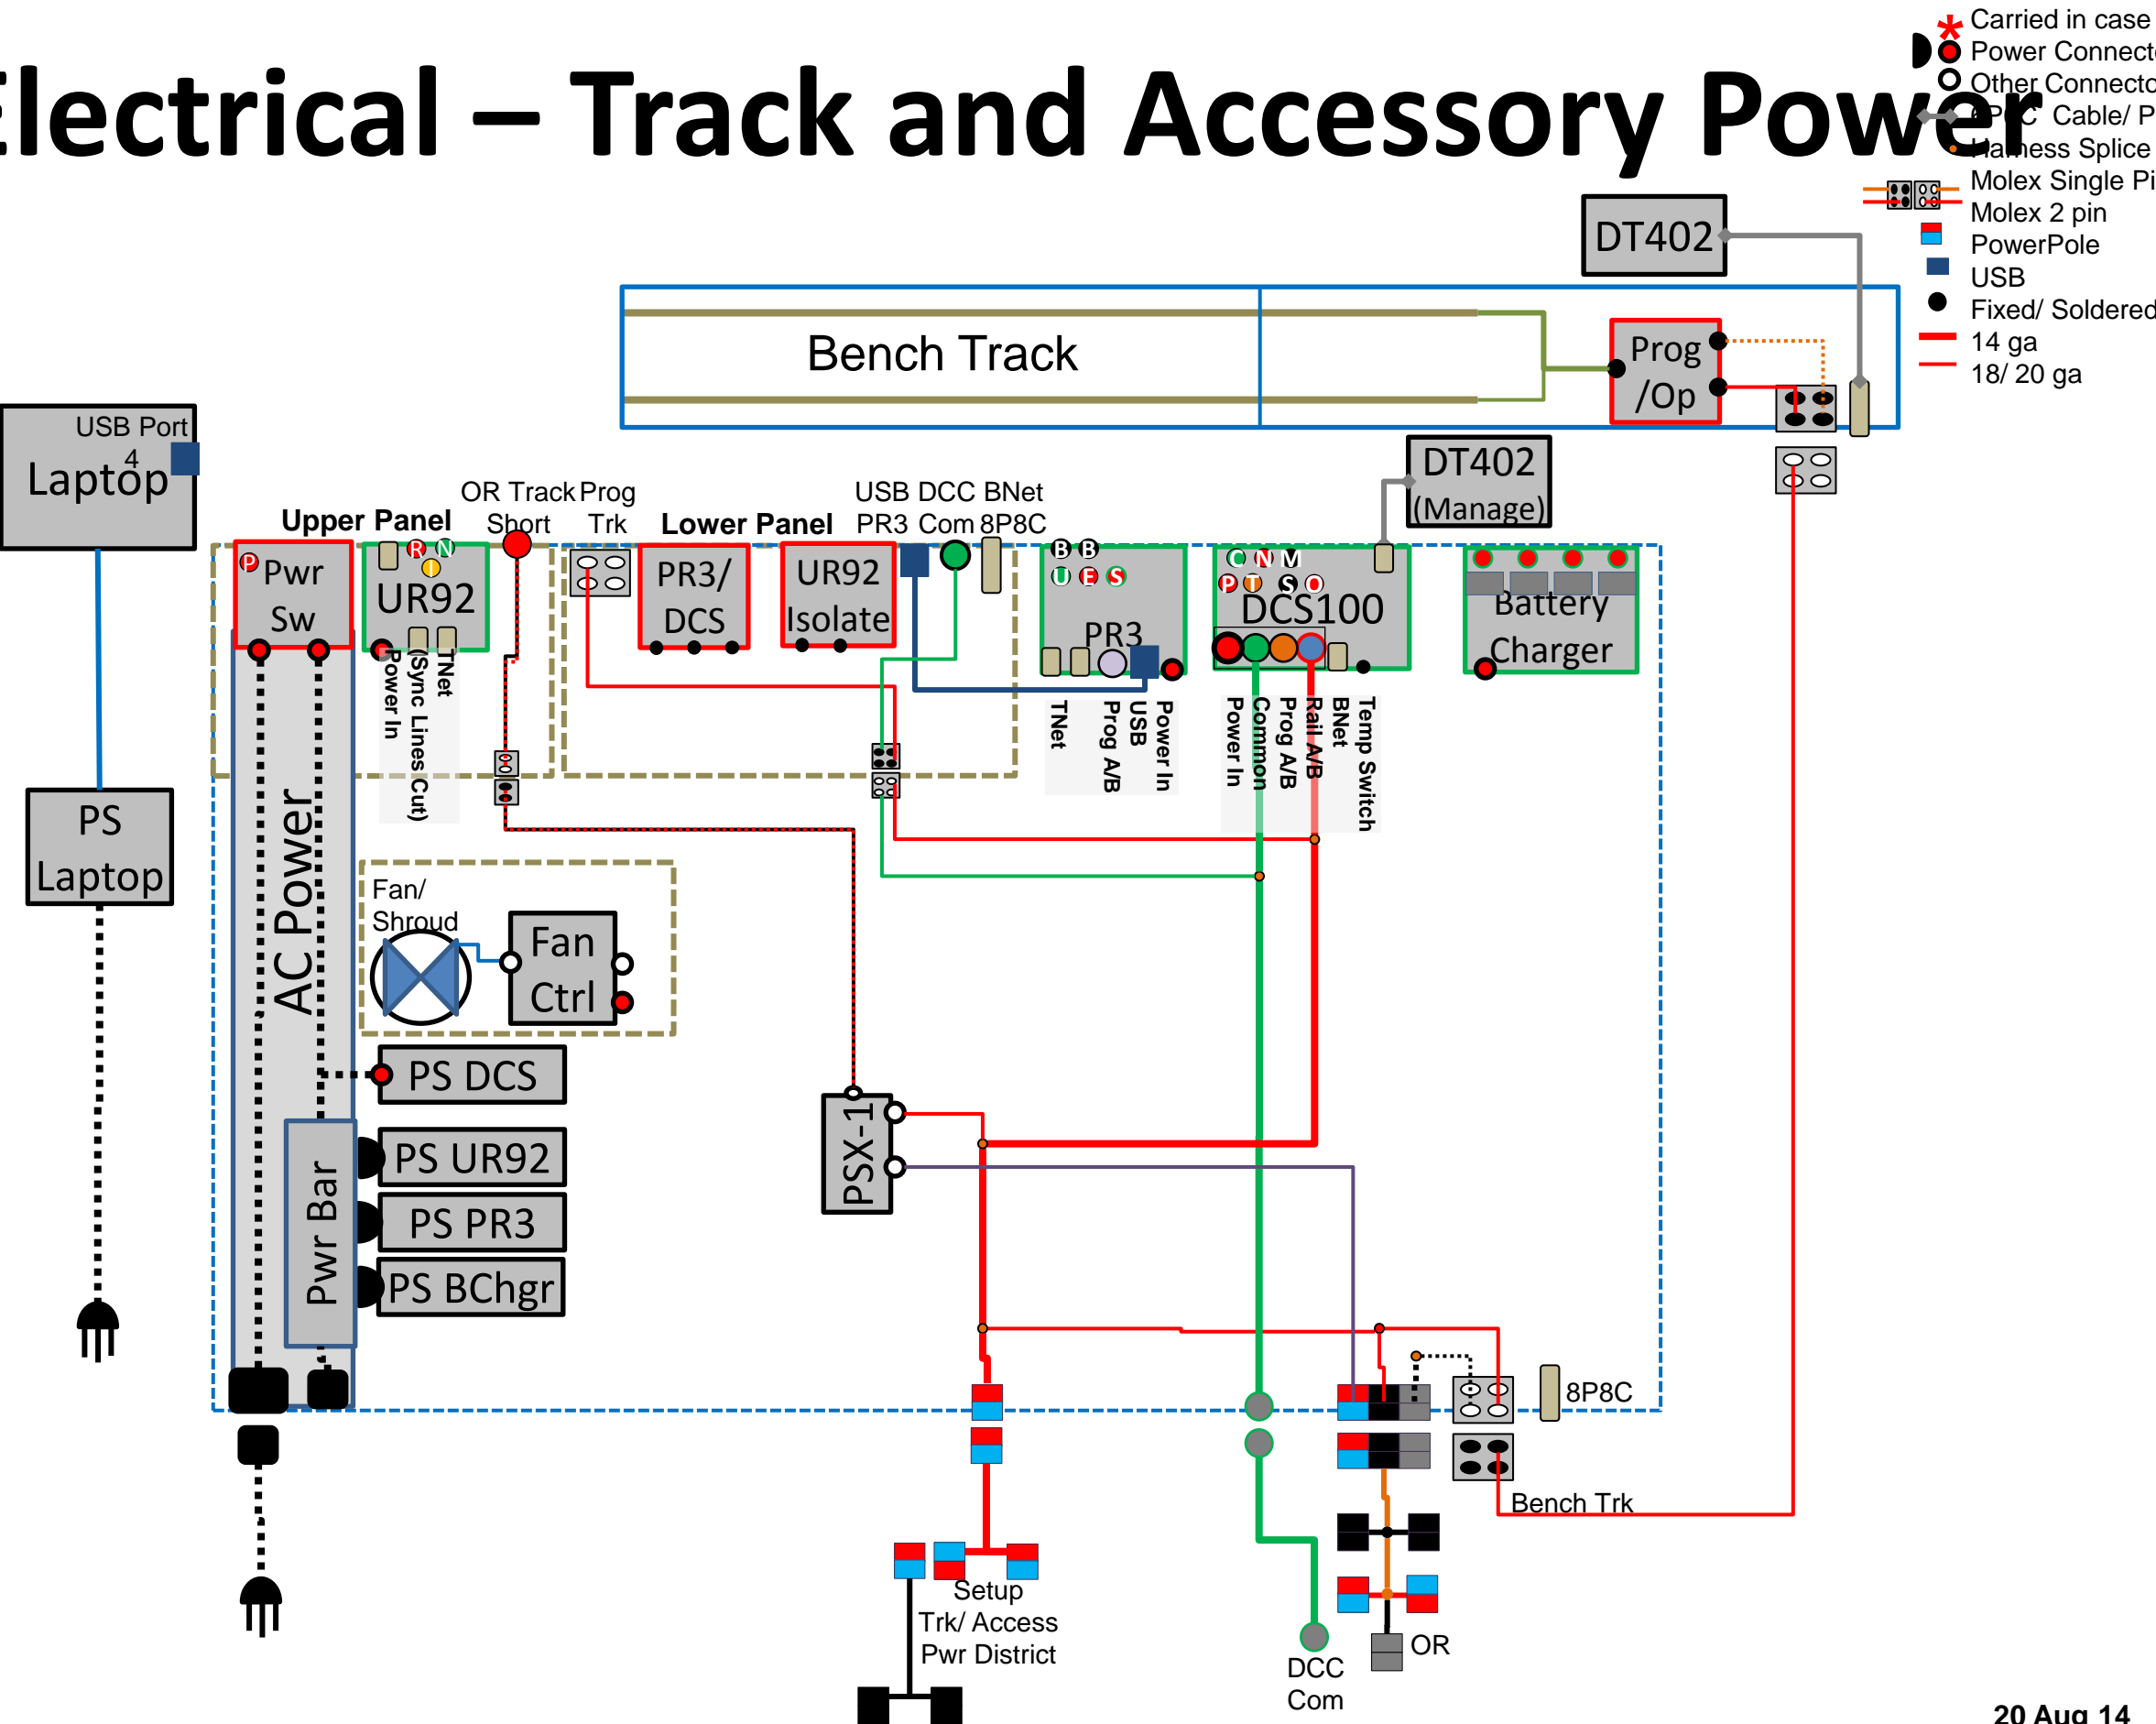 Electrical – Track and Accessory Power
Carried in case
Power Connecto
Other Connecto
Cable/ P
Harness Splice
Molex Single Pi
Molex 2 pin
PowerPole
USB
Fixed/ Soldered
14 ga
18/ 20 ga
DT402
Bench Track
Prog
/Op
USB Port
4
Laptop
DT402
(Manage)
Upper Panel
OR Track
Short
Prog
Trk
Lower Panel
USB DCC BNet
PR3 Com 8P8C
P
Pwr
Sw
R N
I
UR92
PR3/
DCS
UR92
Isolate
B B
U E S
PR3
C N M
P T S O
DCS100
Battery
Charger
Power In
(Sync Lines Cut)
TNet
TNet
Prog A/B
USB
Power In
Power In
Common
Prog A/B
Rail A/B
BNet
Temp Switch
PS
Laptop
AC Power
Fan/
Shroud
Fan
Ctrl
PS DCS
PS UR92
PS PR3
PS BChgr
Pwr Bar
PSX-1
8P8C
Bench Trk
Setup
Trk/ Access
Pwr District
DCC
Com
OR
20 Aug 14